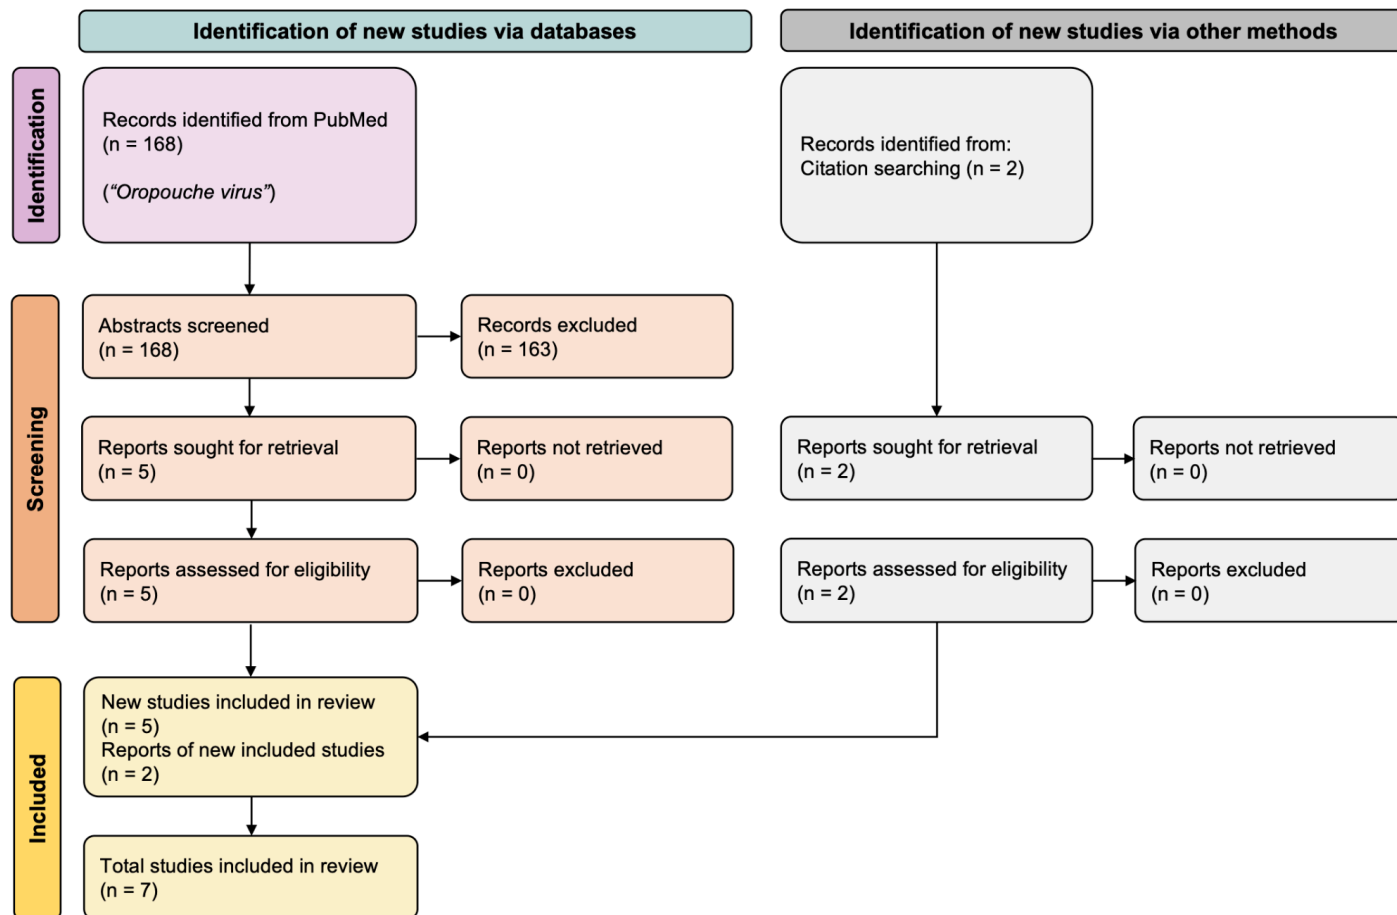 Identification of new studies via databases
Identification of new studies via other methods
Identification
Records identified from PubMed
(n = 168)
(“Oropouche virus”)
Records identified from:
Citation searching (n = 2)
Screening
Abstracts screened
(n = 168)
Records excluded
(n = 163)
Reports sought for retrieval
(n = 5)
Reports not retrieved
(n = 0)
Reports sought for retrieval
(n = 2)
Reports not retrieved
(n = 0)
Reports assessed for eligibility
(n = 5)
Reports excluded
(n = 0)
Reports assessed for eligibility
(n = 2)
Reports excluded
(n = 0)
Included
New studies included in review
(n = 5)
Reports of new included studies
(n = 2)
Total studies included in review
(n = 7)